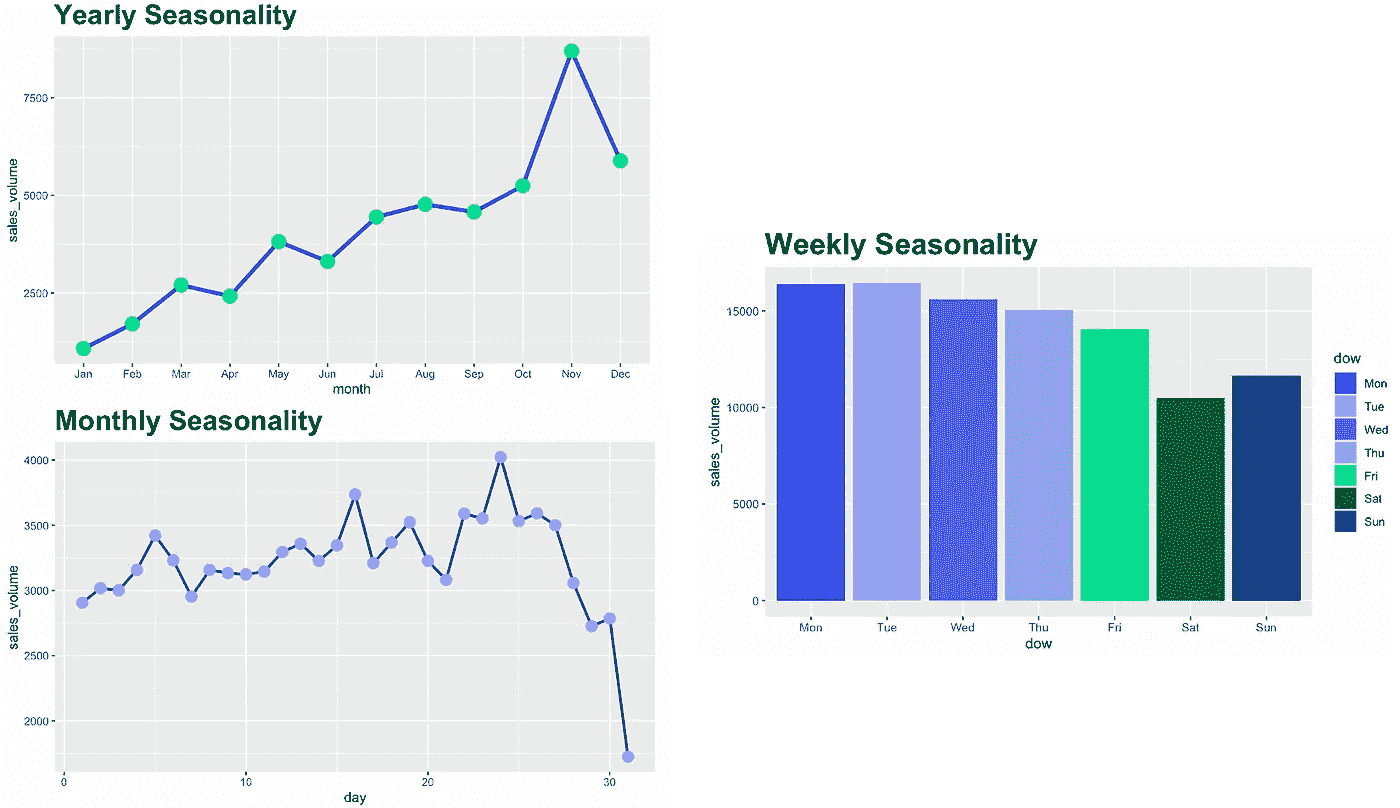 Yearly Seasonality
sales_volume
7500
5000
2500
Jan Feb Mar Apr May Jun Jul Aug Sep Oct Nov Dec
month
Monthly Seasonality
sales_volume
4000
3500
3000
2500
2000
0 10 20 30
day
Weekly Seasonality
sales_volume
15000
10000
5000
0
Mon Tue Wed Thu Fri Sat Sun
dow
dow
Mon
Tue
Wed
Thu
Fri
Sat
Sun